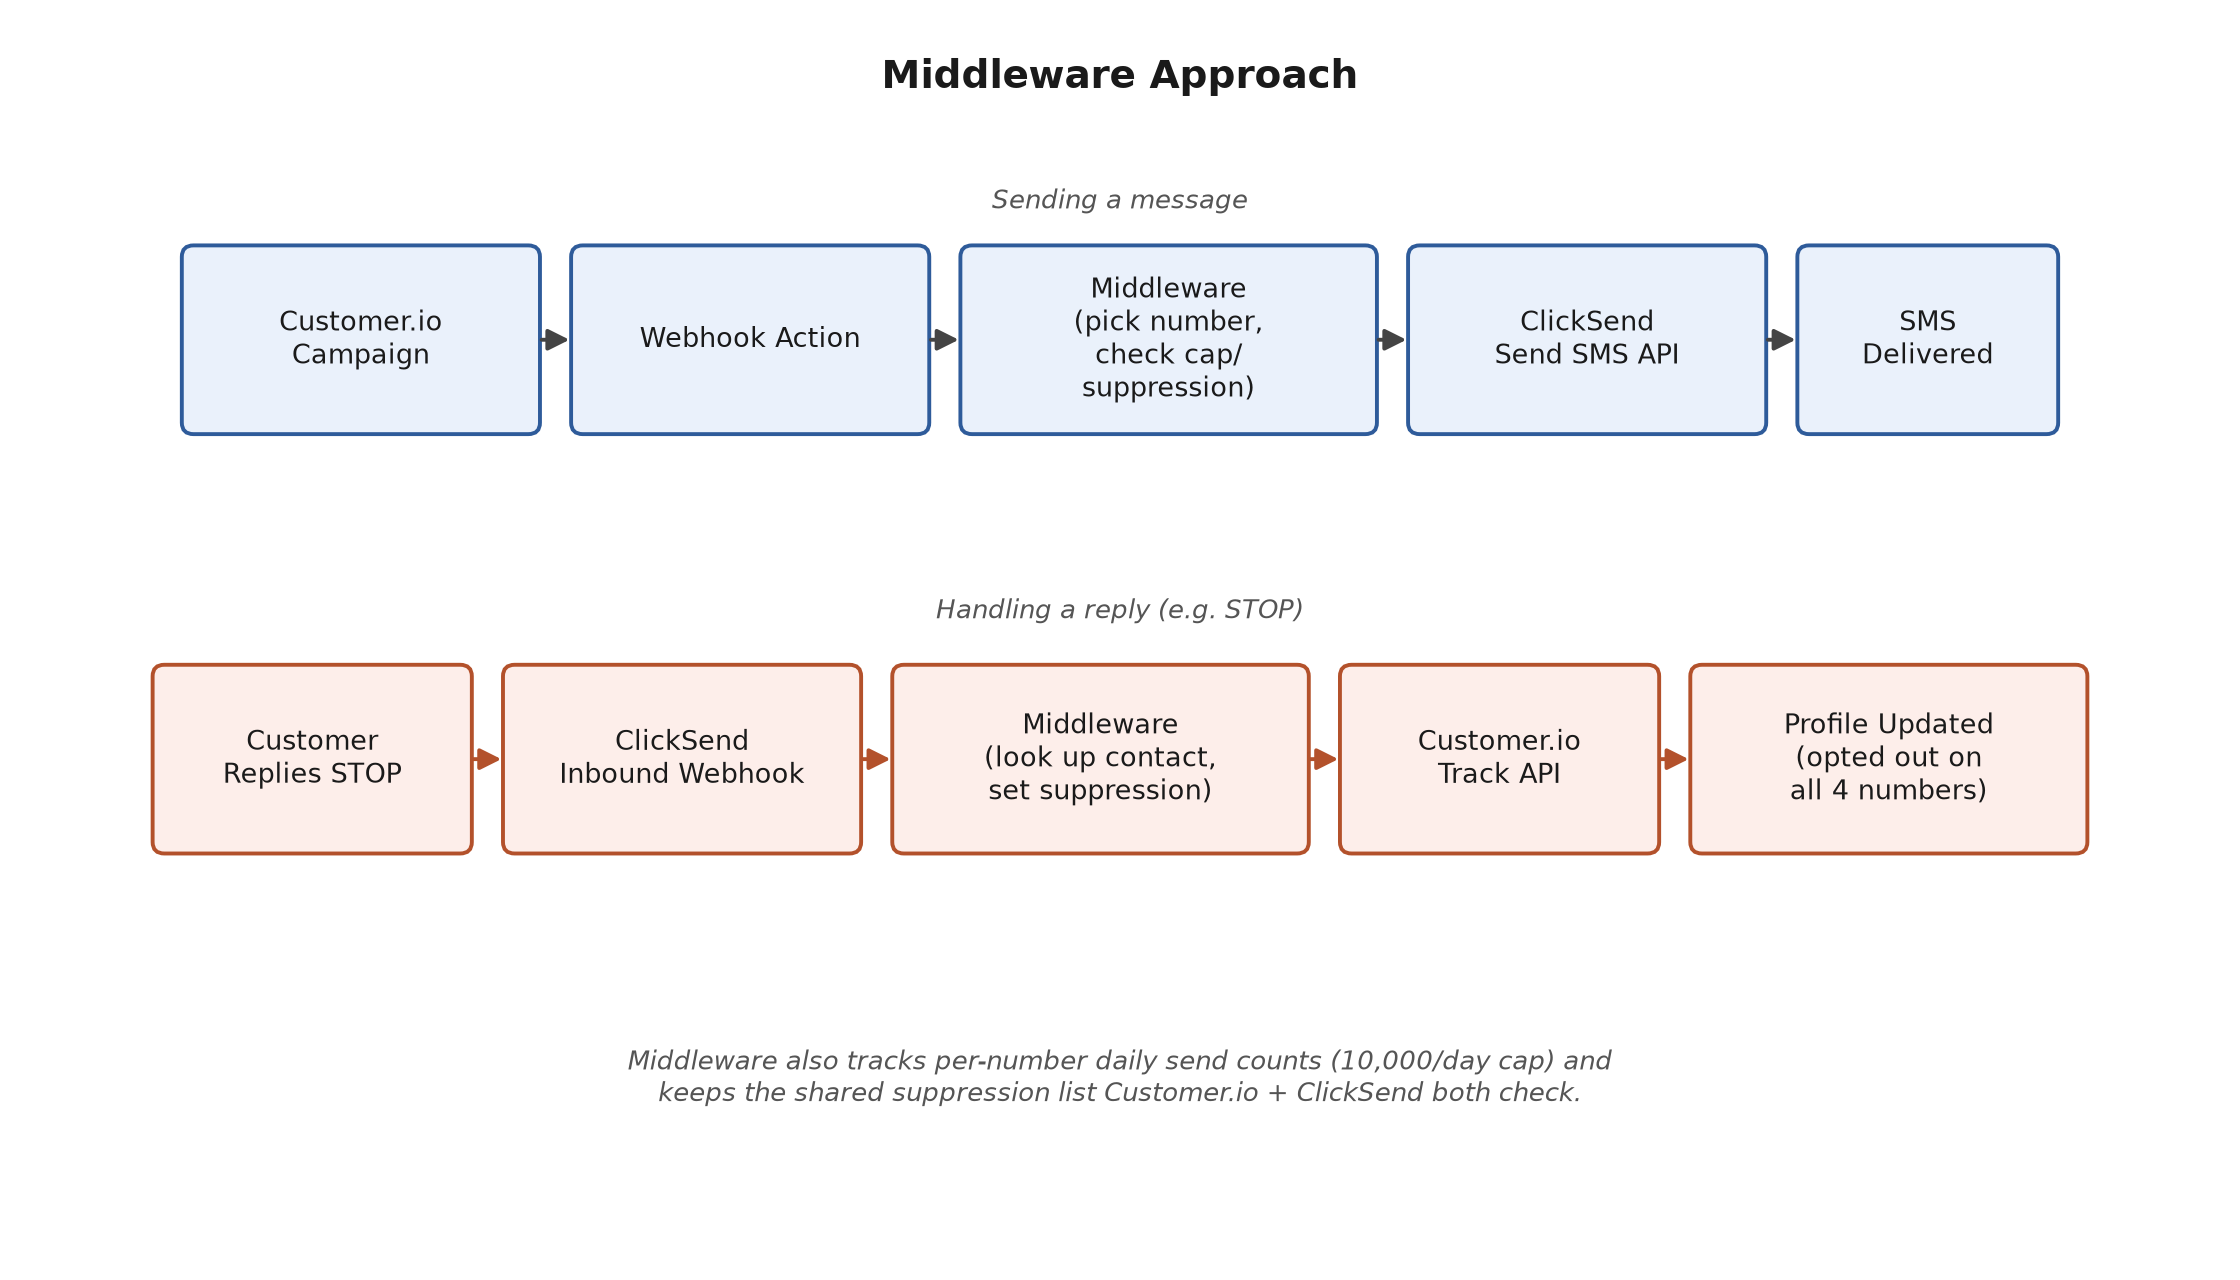 Middleware Approach
Sending a message
Customer.io
Campaign
Webhook Action
Middleware
(pick number,
check cap/
suppression)
ClickSend
Send SMS API
SMS
Delivered
Handling a reply (e.g. STOP)
Customer
Replies STOP
ClickSend
Inbound Webhook
Middleware
(look up contact,
set suppression)
Customer.io
Track API
Profile Updated
(opted out on
all 4 numbers)
Middleware also tracks per-number daily send counts (10,000/day cap) and
keeps the shared suppression list Customer.io + ClickSend both check.